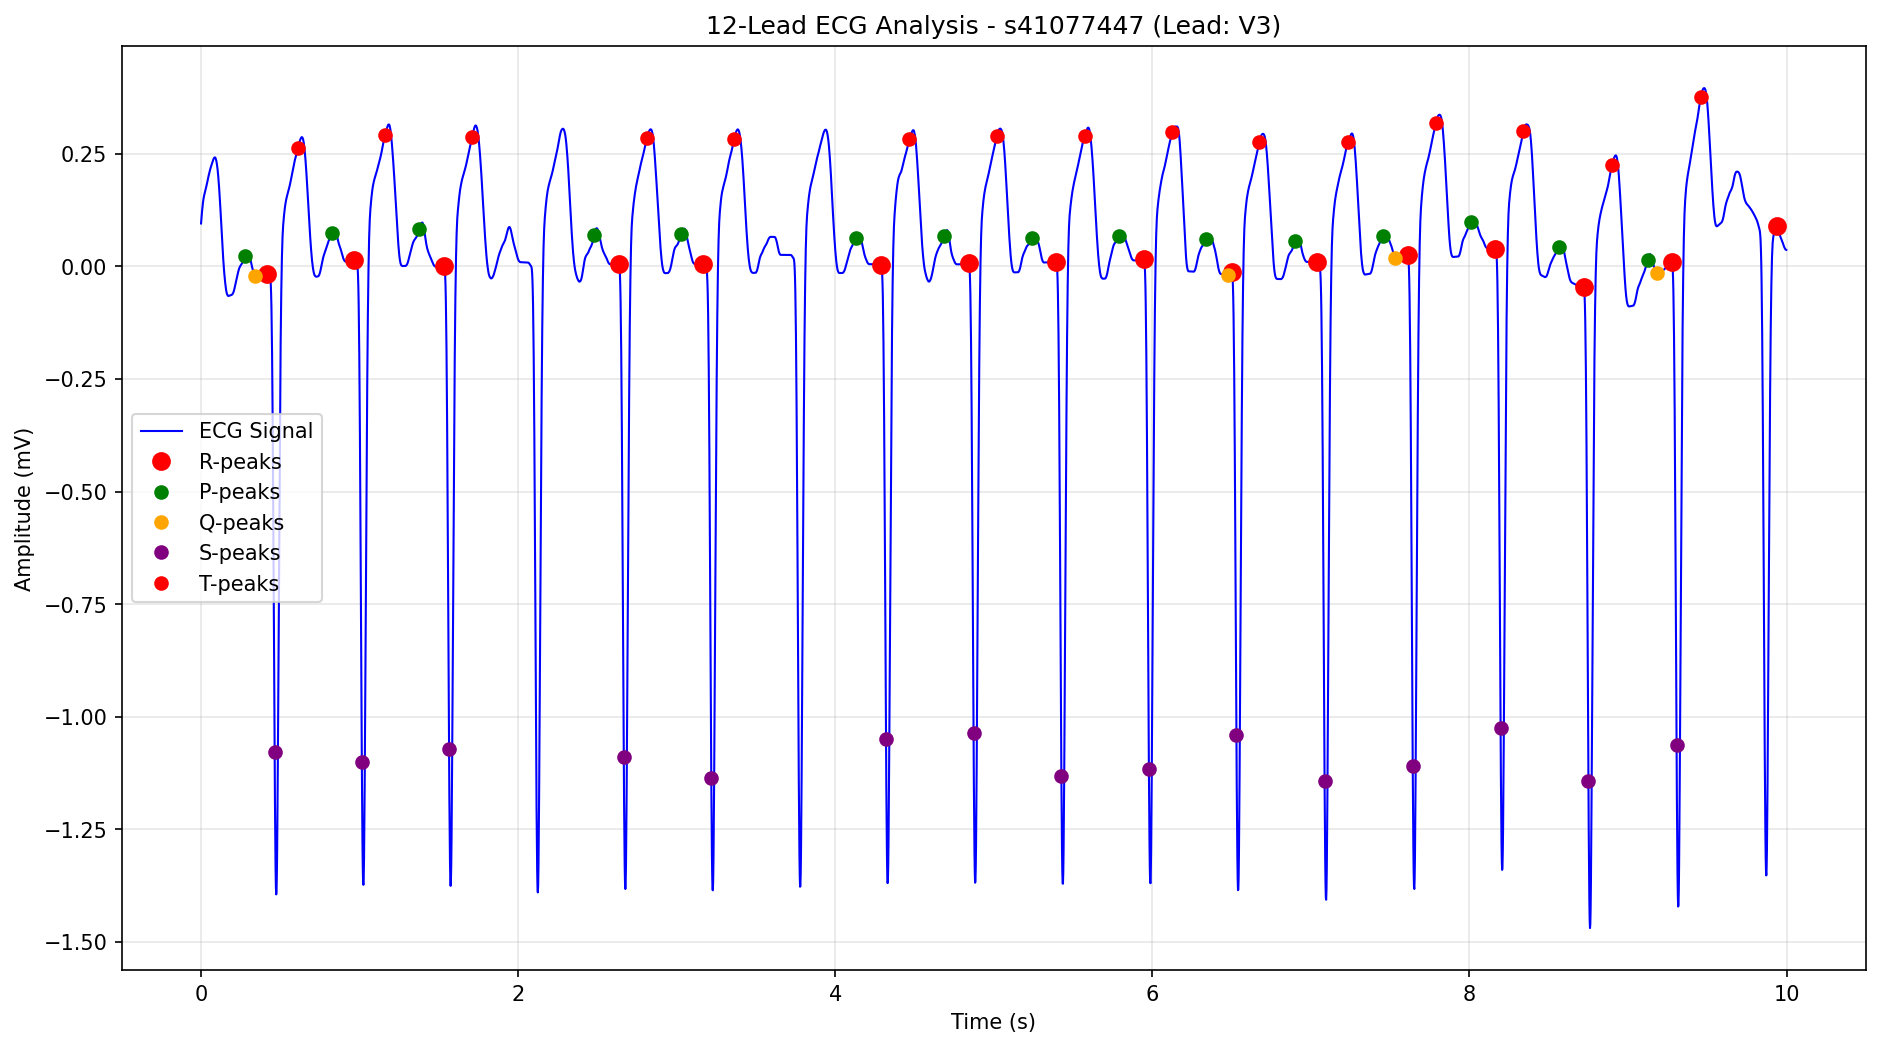 12-Lead ECG Analysis - s41077447 (Lead: V3)
Amplitude (mV)
0.25
0.00
−0.25
−0.50
−0.75
−1.00
−1.25
−1.50
ECG Signal
R-peaks
P-peaks
Q-peaks
S-peaks
T-peaks
0 2 4 6 8 10
Time (s)